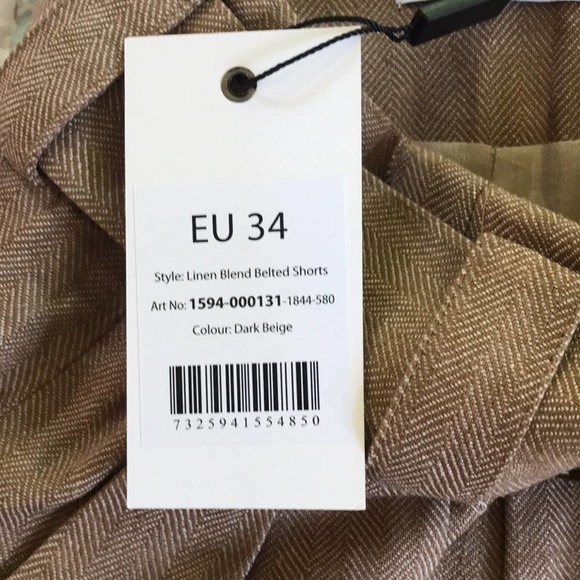 EU 34
Style: Linen Blend Belted Shorts
Art No: 1594-000131-1844-580
Colour: Dark Beige
7325941554850